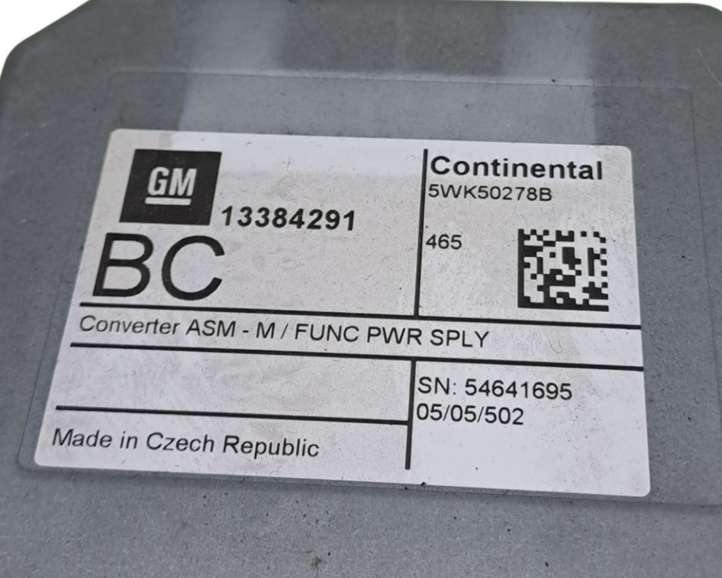 GM
13384291
BC
Continental
5WK50278B
465
Converter ASM - M / FUNC PWR SPLY
SN: 54641695
05/05/502
Made in Czech Republic